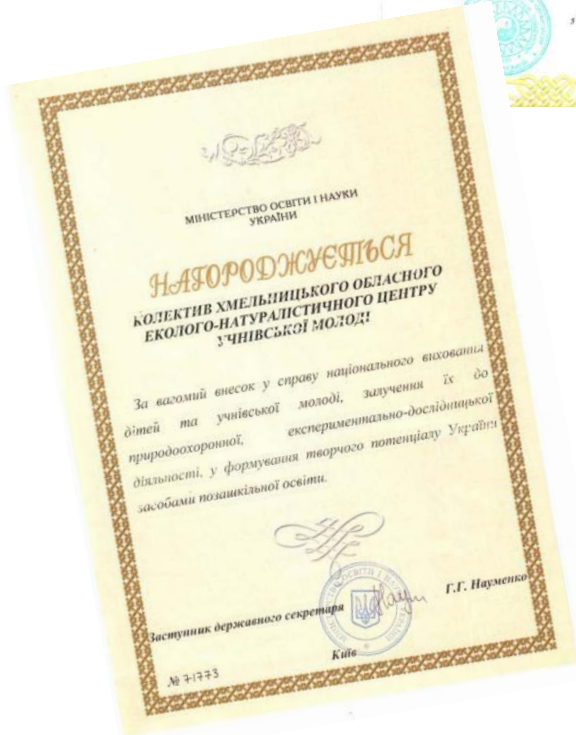 МІНІСТЕРСТВО ОСВІТИ І НАУКИ
УКРАЇНИ
НАГОРОДЖУЄТЬСЯ
КОЛЕКТИВ ХМЕЛЬНИЦЬКОГО ОБЛАСНОГО
ЕКОЛОГО-НАТУРАЛІСТИЧНОГО ЦЕНТРУ
УЧНІВСЬКОЇ МОЛОДІ
За вагомий внесок у справу національного виховання
дітей та учнівської молоді, залучення їх до
природоохоронної, експериментально-дослідницької
діяльності, у формування творчого потенціалу України
засобами позашкільної освіти.
Заступник державного секретаря Г.Г. Науменко
Київ
№ 71773